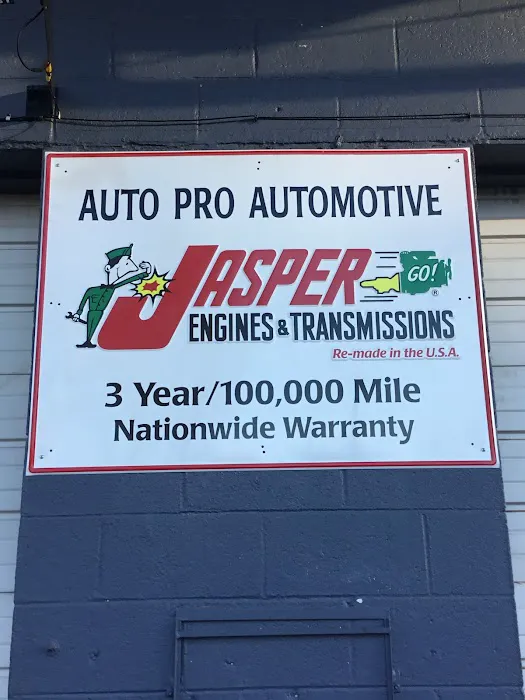 AUTO PRO AUTOMOTIVE
JASPER GO! ®
ENGINES & TRANSMISSIONS
Re-made in the U.S.A.
3 Year/100,000 Mile
Nationwide Warranty